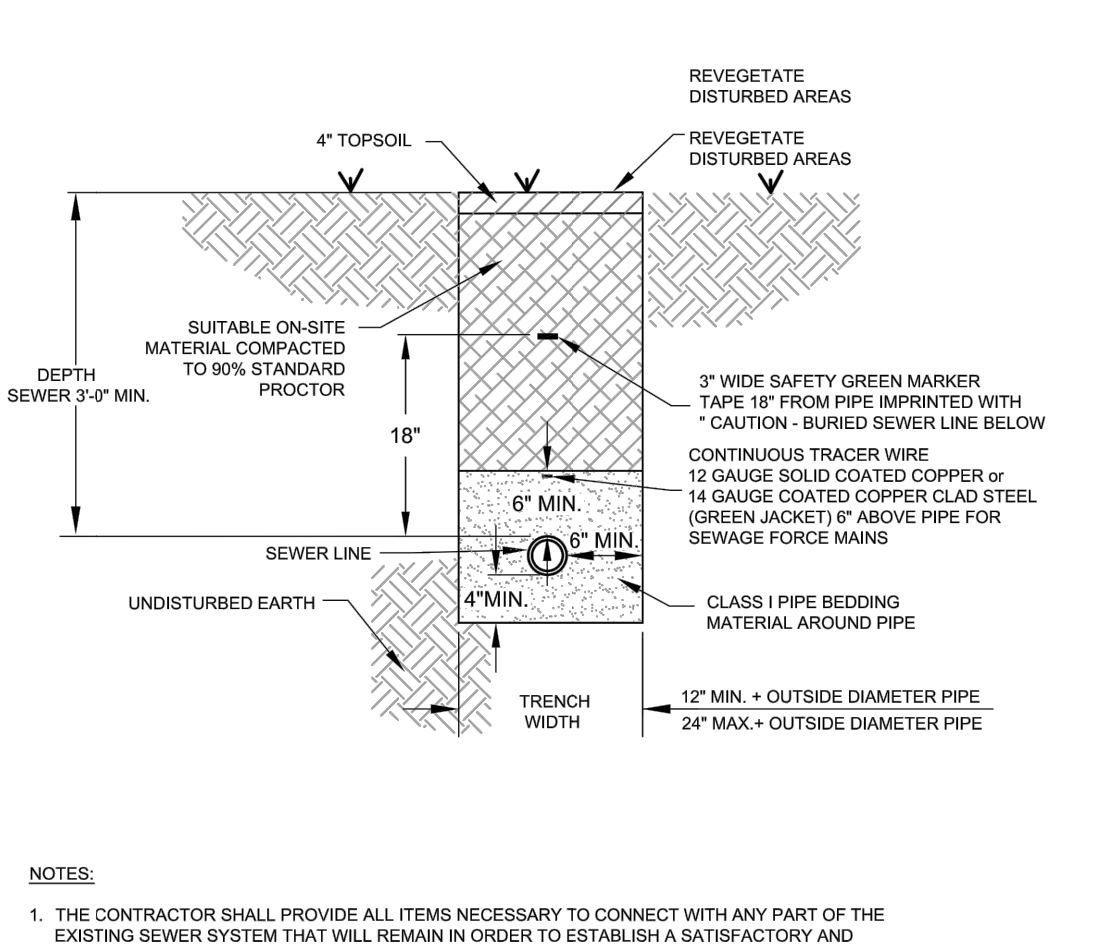 REVEGETATE
DISTURBED AREAS
4" TOPSOIL
REVEGETATE
DISTURBED AREAS
SUITABLE ON-SITE
MATERIAL COMPACTED
TO 90% STANDARD
PROCTOR
DEPTH
SEWER 3'-0" MIN.
18"
3" WIDE SAFETY GREEN MARKER
TAPE 18" FROM PIPE IMPRINTED WITH
" CAUTION - BURIED SEWER LINE BELOW
CONTINUOUS TRACER WIRE
12 GAUGE SOLID COATED COPPER or
14 GAUGE COATED COPPER CLAD STEEL
(GREEN JACKET) 6" ABOVE PIPE FOR
SEWAGE FORCE MAINS
6" MIN.
6" MIN.
SEWER LINE
4"MIN.
UNDISTURBED EARTH
CLASS I PIPE BEDDING
MATERIAL AROUND PIPE
TRENCH
WIDTH
12" MIN. + OUTSIDE DIAMETER PIPE
24" MAX.+ OUTSIDE DIAMETER PIPE
NOTES:
1. THE CONTRACTOR SHALL PROVIDE ALL ITEMS NECESSARY TO CONNECT WITH ANY PART OF THE
EXISTING SEWER SYSTEM THAT WILL REMAIN IN ORDER TO ESTABLISH A SATISFACTORY AND